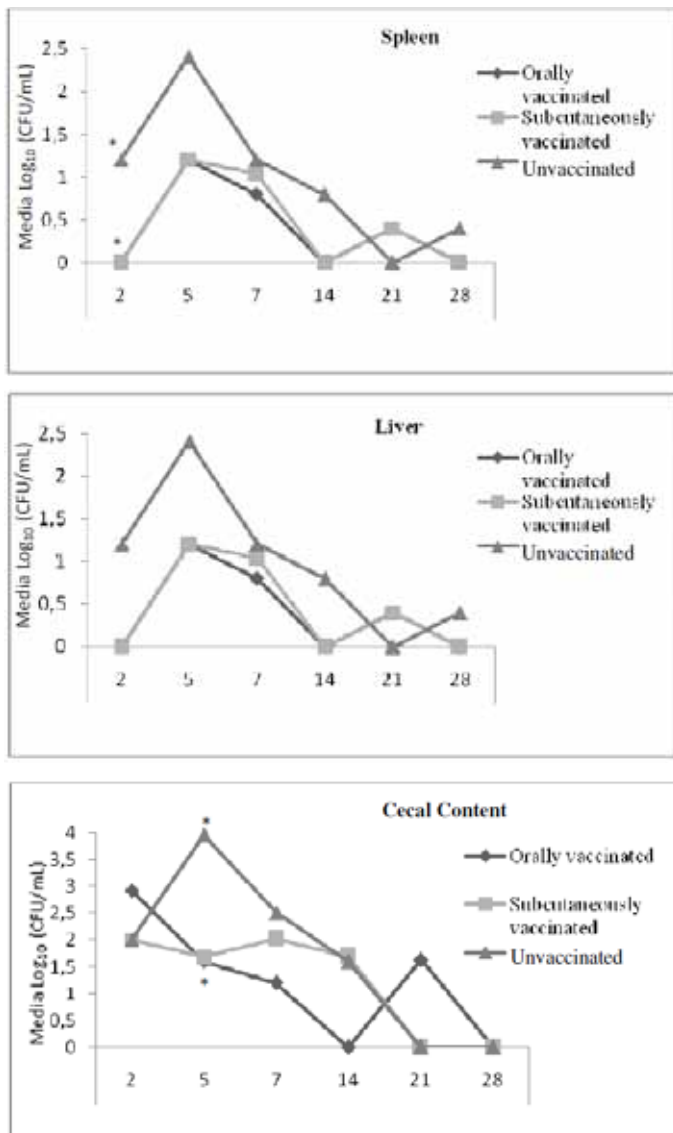 Spleen
Media Log10 (CFU/mL)
2,5
2
1,5
1
0,5
0
*
*
2 5 7 14 21 28
Orally
vaccinated
Subcutaneously
vaccinated
Unvaccinated
Liver
Media Log10 (CFU/mL)
2,5
2
1,5
1
0,5
0
2 5 7 14 21 28
Orally
vaccinated
Subcutaneously
vaccinated
Unvaccinated
Cecal Content
Media Log10 (CFU/mL)
4
3,5
3
2,5
2
1,5
1
0,5
0
*
*
2 5 7 14 21 28
Orally vaccinated
Subcutaneously
vaccinated
Unvaccinated